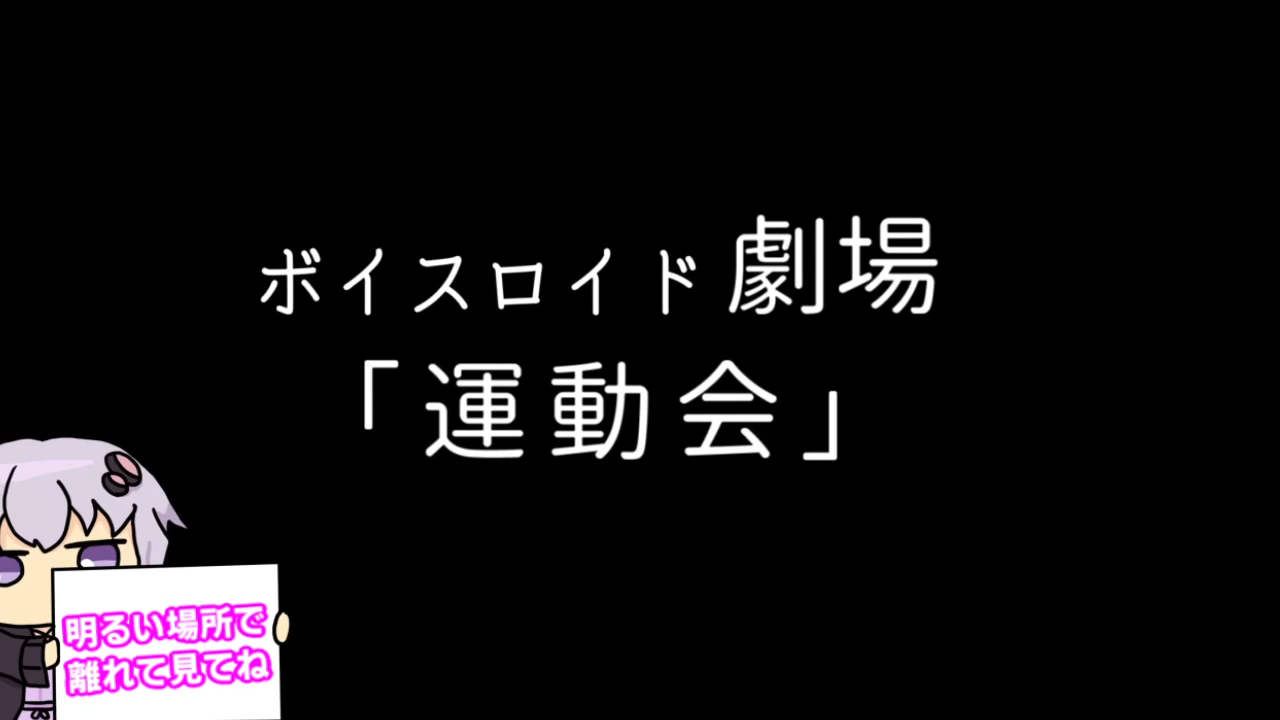 ボイスロイド劇場
「運動会」
明るい場所で
離れて見てね